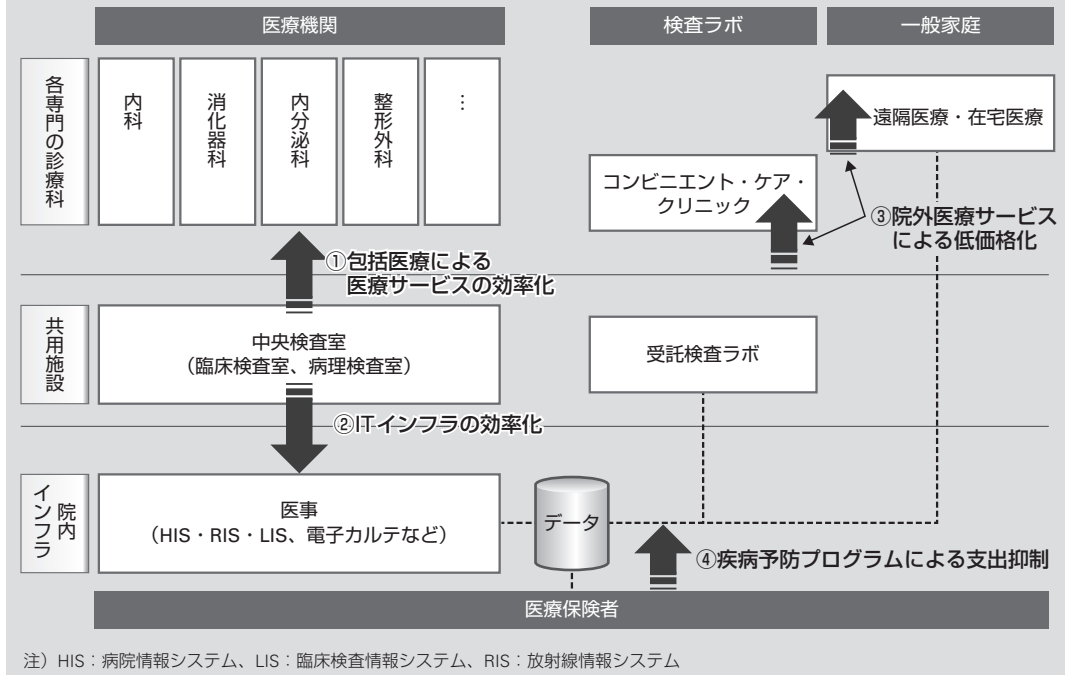 医療機関
検査ラボ
一般家庭
各専門の診療科
内科
消化器科
内分泌科
整形外科
…
遠隔医療・在宅医療
コンビニエント・ケア・
クリニック
③院外医療サービス
による低価格化
①包括医療による
医療サービスの効率化
共用施設
中央検査室
（臨床検査室、病理検査室）
受託検査ラボ
②ITインフラの効率化
院内
インフラ
医事
（HIS・RIS・LIS、電子カルテなど）
データ
④疾病予防プログラムによる支出抑制
医療保険者
注）HIS：病院情報システム、LIS：臨床検査情報システム、RIS：放射線情報システム